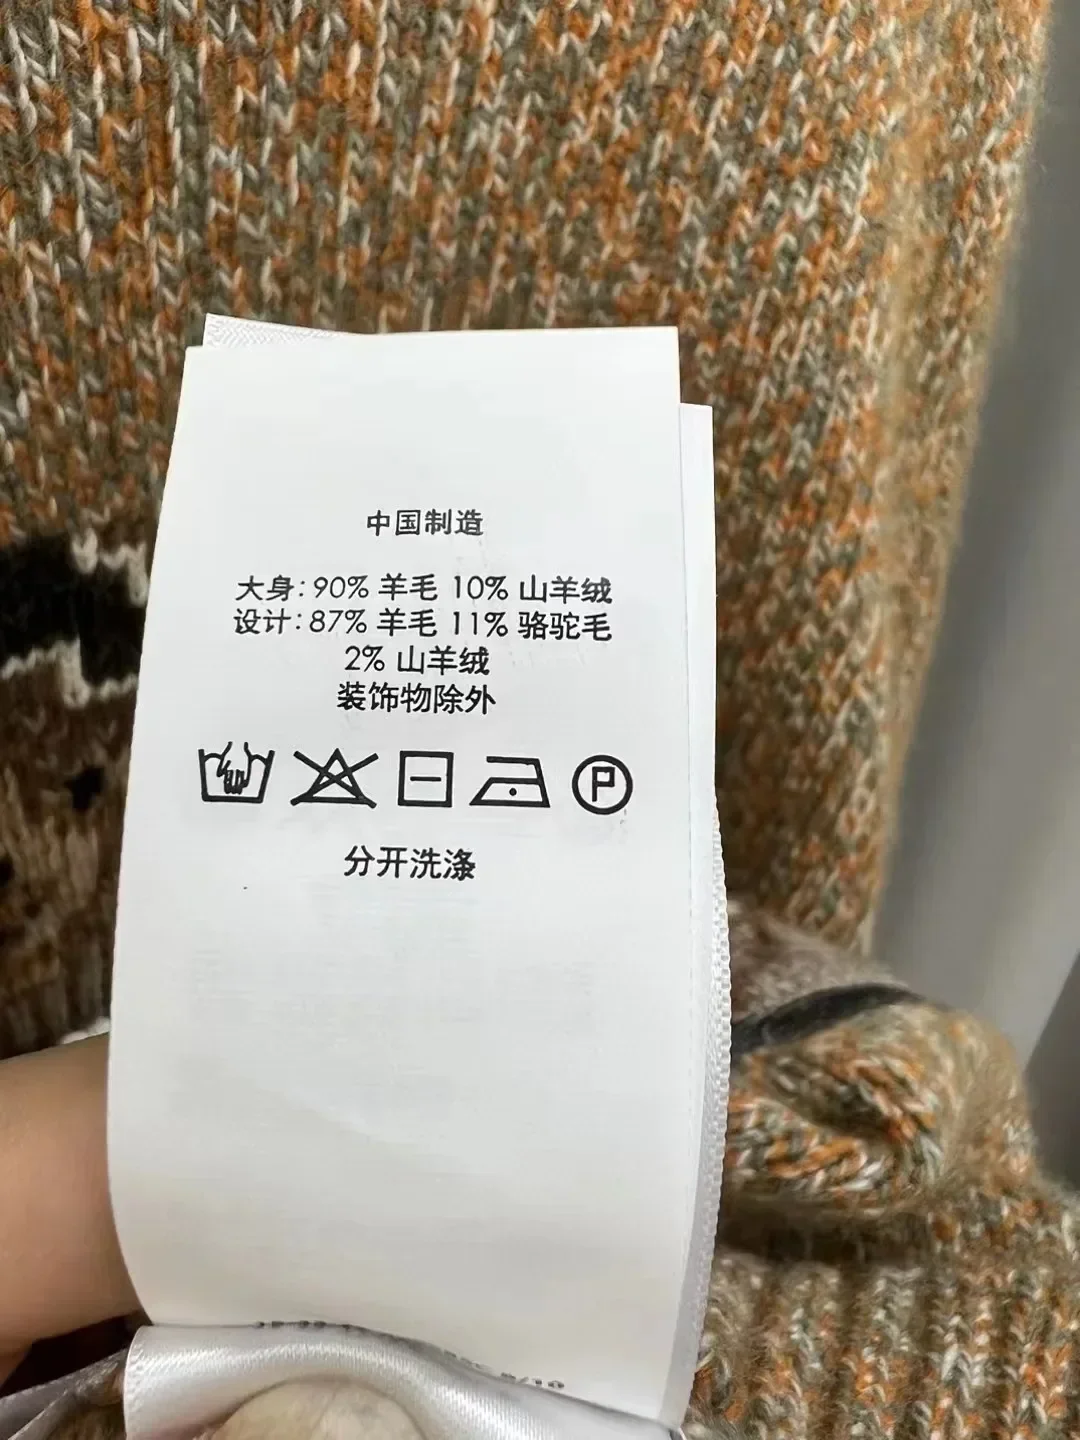 中国制造
大身: 90% 羊毛 10% 山羊绒
设计: 87% 羊毛 11% 骆驼毛
2% 山羊绒
装饰物除外
P
分开洗涤